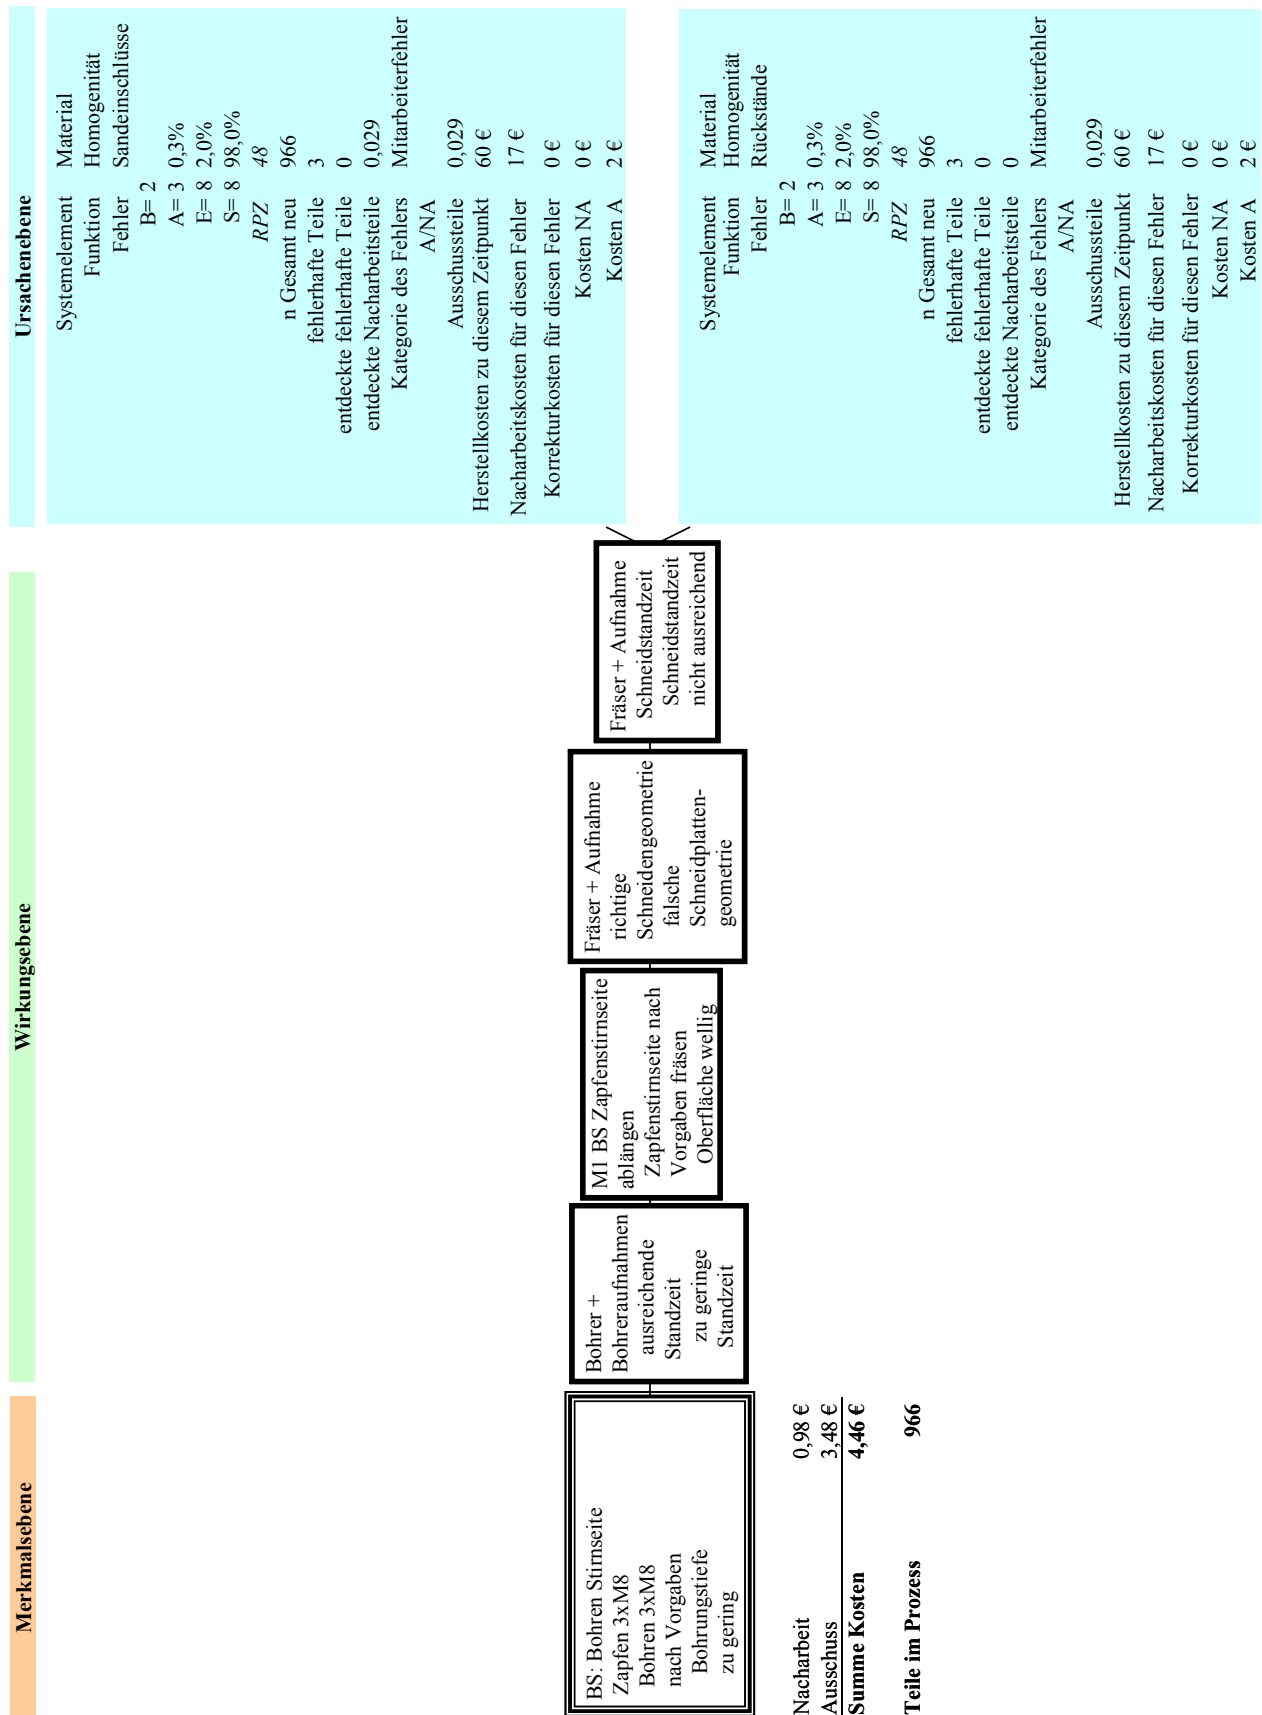 Merkmalsebene
Wirkungsebene
Ursachenebene
BS: Bohren Stirnseite
Zapfen 3xM8
Bohren 3xM8
nach Vorgaben
Bohrungstiefe
zu gering
Nacharbeit 0,98 €
Ausschuss 3,48 €
Summe Kosten 4,46 €
Teile im Prozess 966
Bohrer +
Bohreraufnahmen
ausreichende
Standzeit
zu geringe
Standzeit
M1 BS Zapfenstirnseite
ablängen
Zapfenstirnseite nach
Vorgaben fräsen
Oberfläche wellig
Fräser + Aufnahme
richtige
Schneidengeometrie
falsche
Schneidplatten-
geometrie
Fräser + Aufnahme
Schneidstandzeit
Schneidstandzeit
nicht ausreichend
Systemelement Material
Funktion Homogenität
Fehler Sandeinschlüsse
B= 2
A= 3 0,3%
E= 8 2,0%
S= 8 98,0%
RPZ 48
n Gesamt neu 966
fehlerhafte Teile 3
entdeckte fehlerhafte Teile 0
entdeckte Nacharbeitsteile 0,029
Kategorie des Fehlers Mitarbeiterfehler
A/NA
Ausschussteile 0,029
Herstellkosten zu diesem Zeitpunkt 60 €
Nacharbeitskosten für diesen Fehler 17 €
Korrekturkosten für diesen Fehler 0 €
Kosten NA 0 €
Kosten A 2 €
Systemelement Material
Funktion Homogenität
Fehler Rückstände
B= 2
A= 3 0,3%
E= 8 2,0%
S= 8 98,0%
RPZ 48
n Gesamt neu 966
fehlerhafte Teile 3
entdeckte fehlerhafte Teile 0
entdeckte Nacharbeitsteile 0
Kategorie des Fehlers Mitarbeiterfehler
A/NA
Ausschussteile 0,029
Herstellkosten zu diesem Zeitpunkt 60 €
Nacharbeitskosten für diesen Fehler 17 €
Korrekturkosten für diesen Fehler 0 €
Kosten NA 0 €
Kosten A 2 €